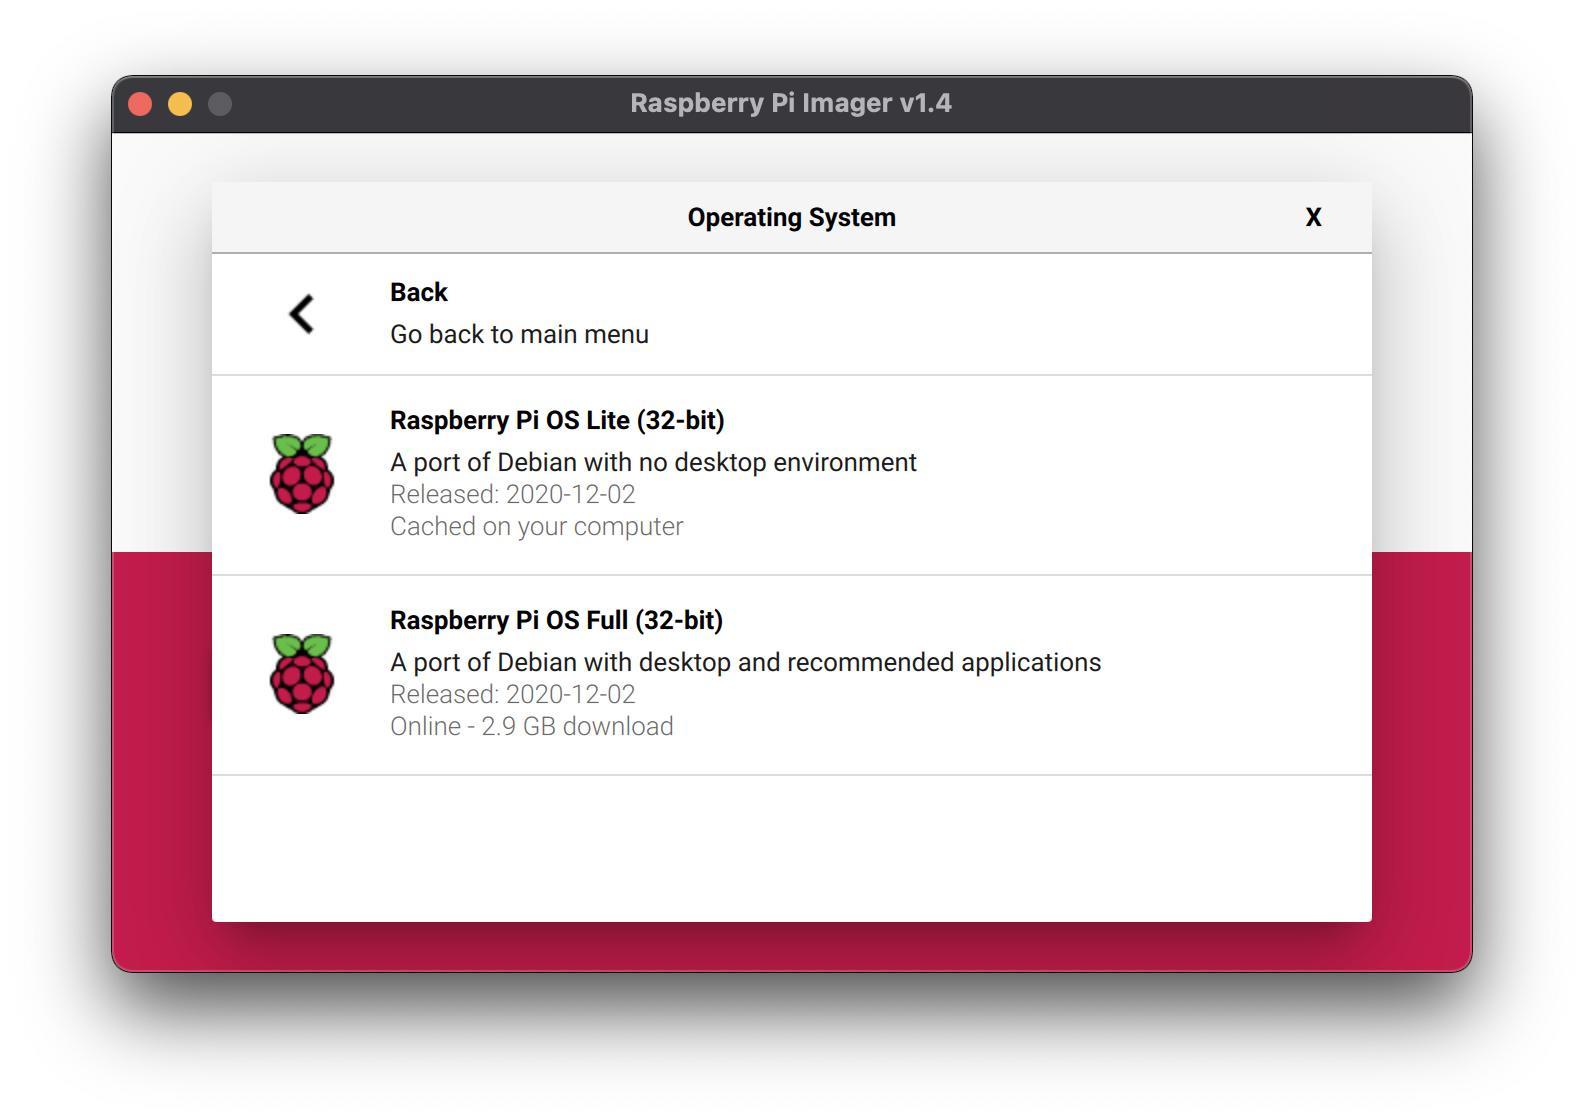 Raspberry Pi Imager v1.4
Operating System
X
Back
Go back to main menu
Raspberry Pi OS Lite (32-bit)
A port of Debian with no desktop environment
Released: 2020-12-02
Cached on your computer
Raspberry Pi OS Full (32-bit)
A port of Debian with desktop and recommended applications
Released: 2020-12-02
Online - 2.9 GB download